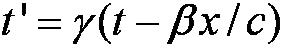 t' = γ(t − βx / c)